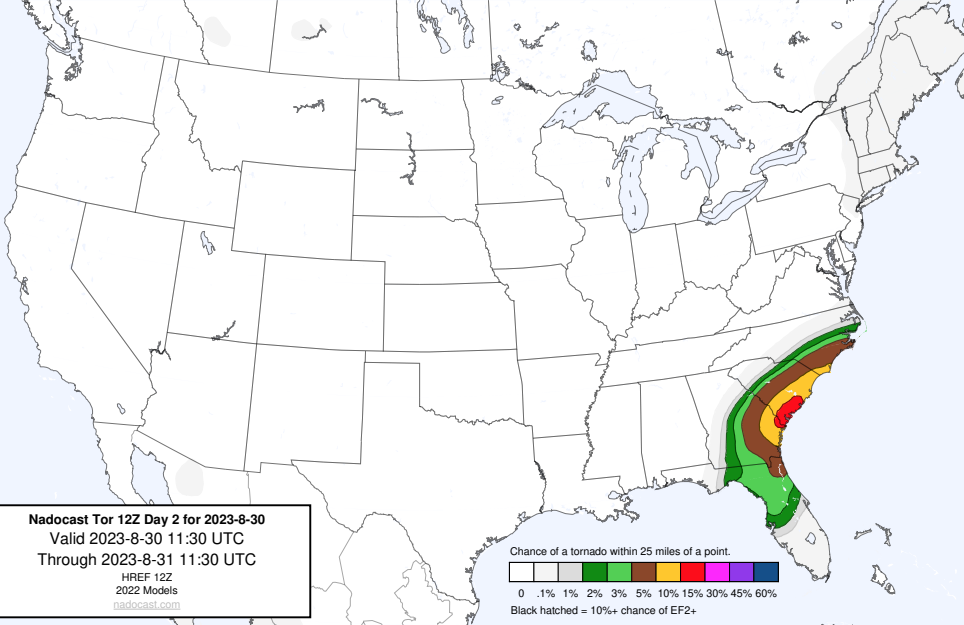 Nadocast Tor 12Z Day 2 for 2023-8-30
Valid 2023-8-30 11:30 UTC
Through 2023-8-31 11:30 UTC
HREF 12Z
2022 Models
nadocast.com
Chance of a tornado within 25 miles of a point.
0 .1% 1% 2% 3% 5% 10% 15% 30% 45% 60%
Black hatched = 10%+ chance of EF2+